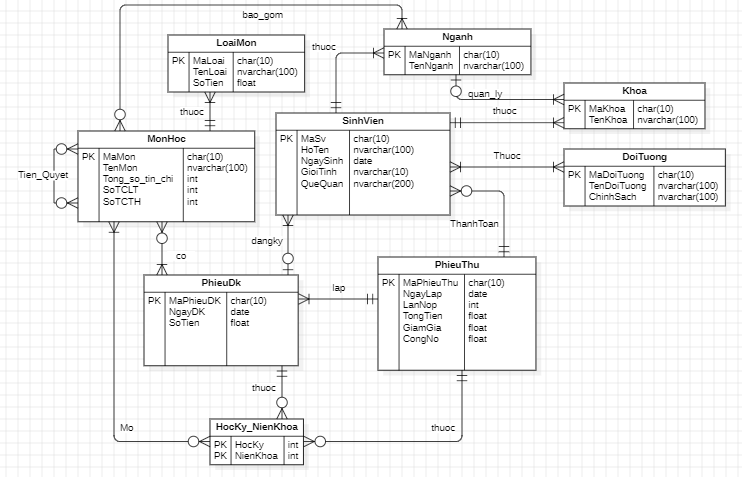 bao_gom
Nganh
PK MaNganh char(10)
TenNganh nvarchar(100)
LoaiMon
PK MaLoai char(10)
TenLoai nvarchar(100)
SoTien float
thuoc
quan_ly
Khoa
PK MaKhoa char(10)
TenKhoa nvarchar(100)
thuoc
thuoc
SinhVien
PK MaSv char(10)
HoTen nvarchar(100)
NgaySinh date
GioiTinh nvarchar(10)
QueQuan nvarchar(200)
MonHoc
PK MaMon char(10)
TenMon nvarchar(100)
Tong_so_tin_chi int
SoTCLT int
SoTCTH int
Tien_Quyet
Thuoc
DoiTuong
PK MaDoiTuong char(10)
TenDoiTuong nvarchar(100)
ChinhSach nvarchar(100)
ThanhToan
dangky
co
PhieuDk
PK MaPhieuDK char(10)
NgayDK date
SoTien float
lap
PhieuThu
PK MaPhieuThu char(10)
NgayLap date
LanNop int
TongTien float
GiamGia float
CongNo float
thuoc
Mo
thuoc
HocKy_NienKhoa
PK HocKy int
PK NienKhoa int